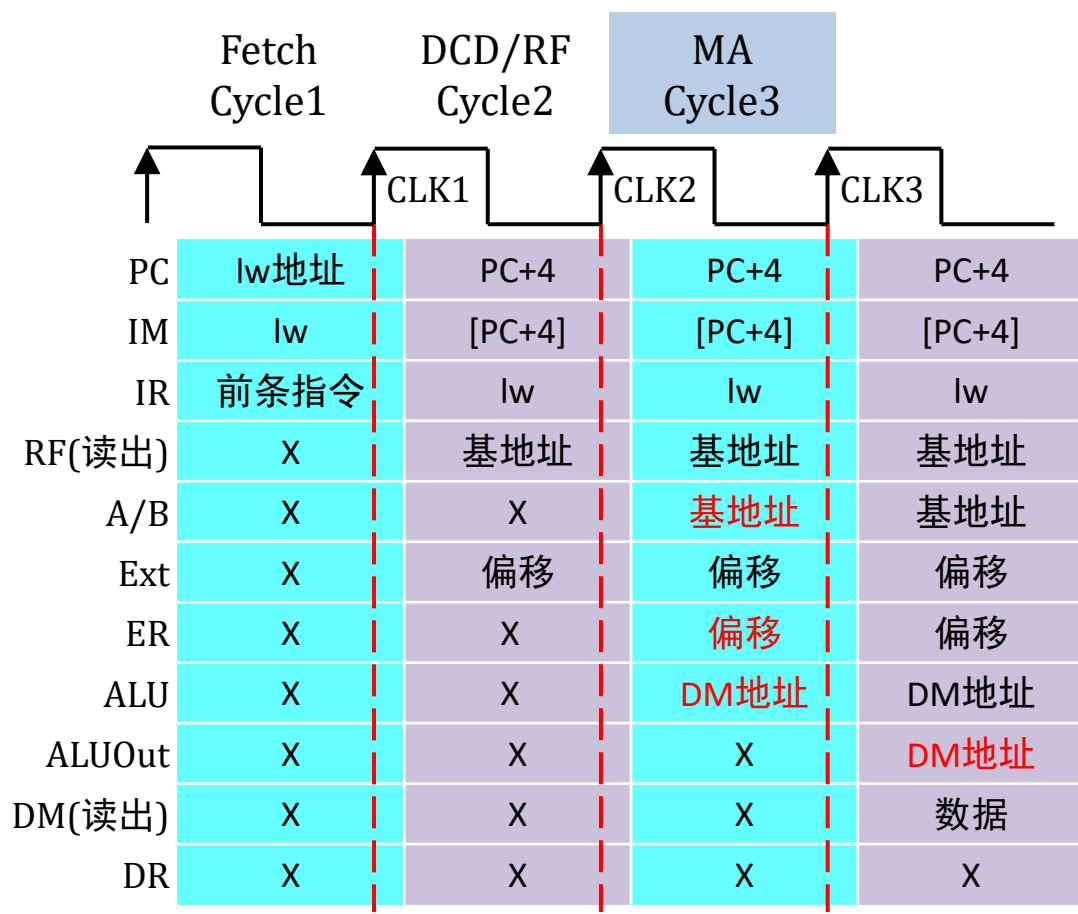 Fetch DCD/RF MA
Cycle1 Cycle2 Cycle3
CLK1 CLK2 CLK3
PC lw地址 PC+4 PC+4 PC+4
IM lw [PC+4] [PC+4] [PC+4]
IR 前条指令 lw lw lw
RF(读出) X 基地址 基地址 基地址
A/B X X 基地址 基地址
Ext X 偏移 偏移 偏移
ER X X 偏移 偏移
ALU X X DM地址 DM地址
ALUOut X X X DM地址
DM(读出) X X X 数据
DR X X X X